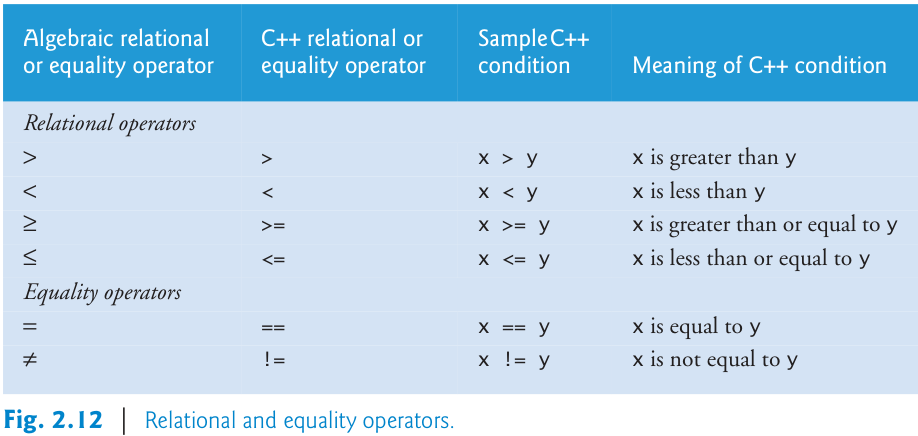 Algebraic relational or equality operator	C++ relational or equality operator	Sample C++ condition	Meaning of C++ condition
Relational operators
>	>	x > y	x is greater than y
<	<	x < y	x is less than y
≥	>=	x >= y	x is greater than or equal to y
≤	<=	x <= y	x is less than or equal to y
Equality operators
=	==	x == y	x is equal to y
≠	!=	x != y	x is not equal to y
Fig. 2.12 | Relational and equality operators.